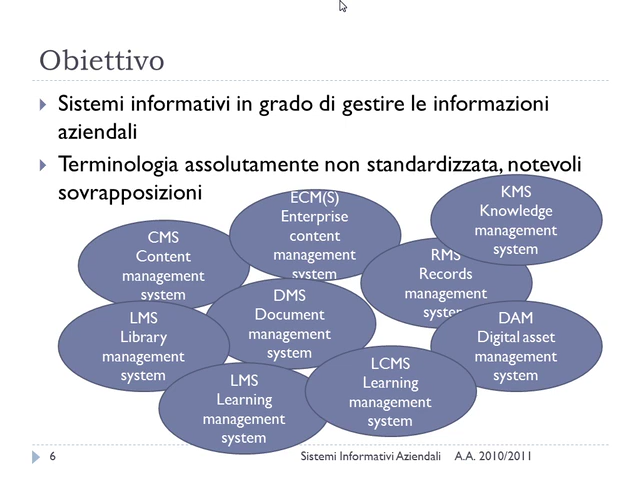 Obiettivo
Sistemi informativi in grado di gestire le informazioni
aziendali
Terminologia assolutamente non standardizzata, notevoli
sovrapposizioni
ECM(S)
Enterprise
content
management
system
KMS
Knowledge
management
system
CMS
Content
management
system
RMS
Records
management
system
DMS
Document
management
system
LMS
Library
management
system
DAM
Digital asset
management
system
LMS
Learning
management
system
LCMS
Learning
management
system
6
Sistemi Informativi Aziendali A.A. 2010/2011